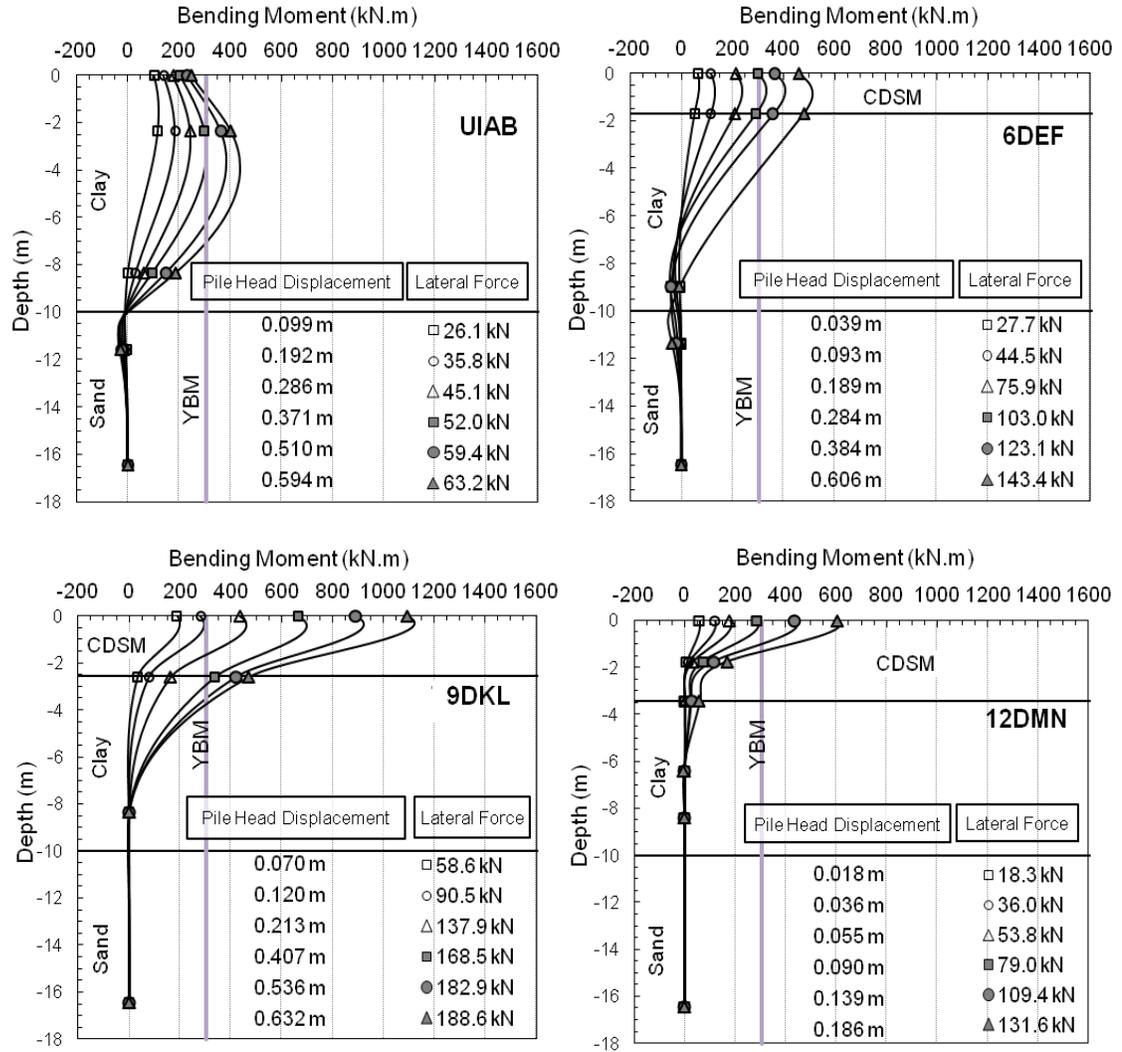 Bending Moment (kN.m)
-200 0 200 400 600 800 1000 1200 1400 1600
0
-2
-4
-6
-8
-10
-12
-14
-16
-18
Depth (m)
Clay
Sand
UIAB
YBM
Pile Head Displacement Lateral Force
0.099 m 26.1 kN
0.192 m 35.8 kN
0.286 m 45.1 kN
0.371 m 52.0 kN
0.510 m 59.4 kN
0.594 m 63.2 kN
Bending Moment (kN.m)
-200 0 200 400 600 800 1000 1200 1400 1600
0
-2
-4
-6
-8
-10
-12
-14
-16
-18
Depth (m)
CDSM
Clay
Sand
6DEF
YBM
Pile Head Displacement Lateral Force
0.039 m 27.7 kN
0.093 m 44.5 kN
0.189 m 75.9 kN
0.284 m 103.0 kN
0.384 m 123.1 kN
0.606 m 143.4 kN
Bending Moment (kN.m)
-200 0 200 400 600 800 1000 1200 1400 1600
0
-2
-4
-6
-8
-10
-12
-14
-16
-18
Depth (m)
CDSM
Clay
Sand
9DKL
YBM
Pile Head Displacement Lateral Force
0.070 m 58.6 kN
0.120 m 90.5 kN
0.213 m 137.9 kN
0.407 m 168.5 kN
0.536 m 182.9 kN
0.632 m 188.6 kN
Bending Moment (kN.m)
-200 0 200 400 600 800 1000 1200 1400 1600
0
-2
-4
-6
-8
-10
-12
-14
-16
-18
Depth (m)
CDSM
Clay
Sand
12DMN
YBM
Pile Head Displacement Lateral Force
0.018 m 18.3 kN
0.036 m 36.0 kN
0.055 m 53.8 kN
0.090 m 79.0 kN
0.139 m 109.4 kN
0.186 m 131.6 kN